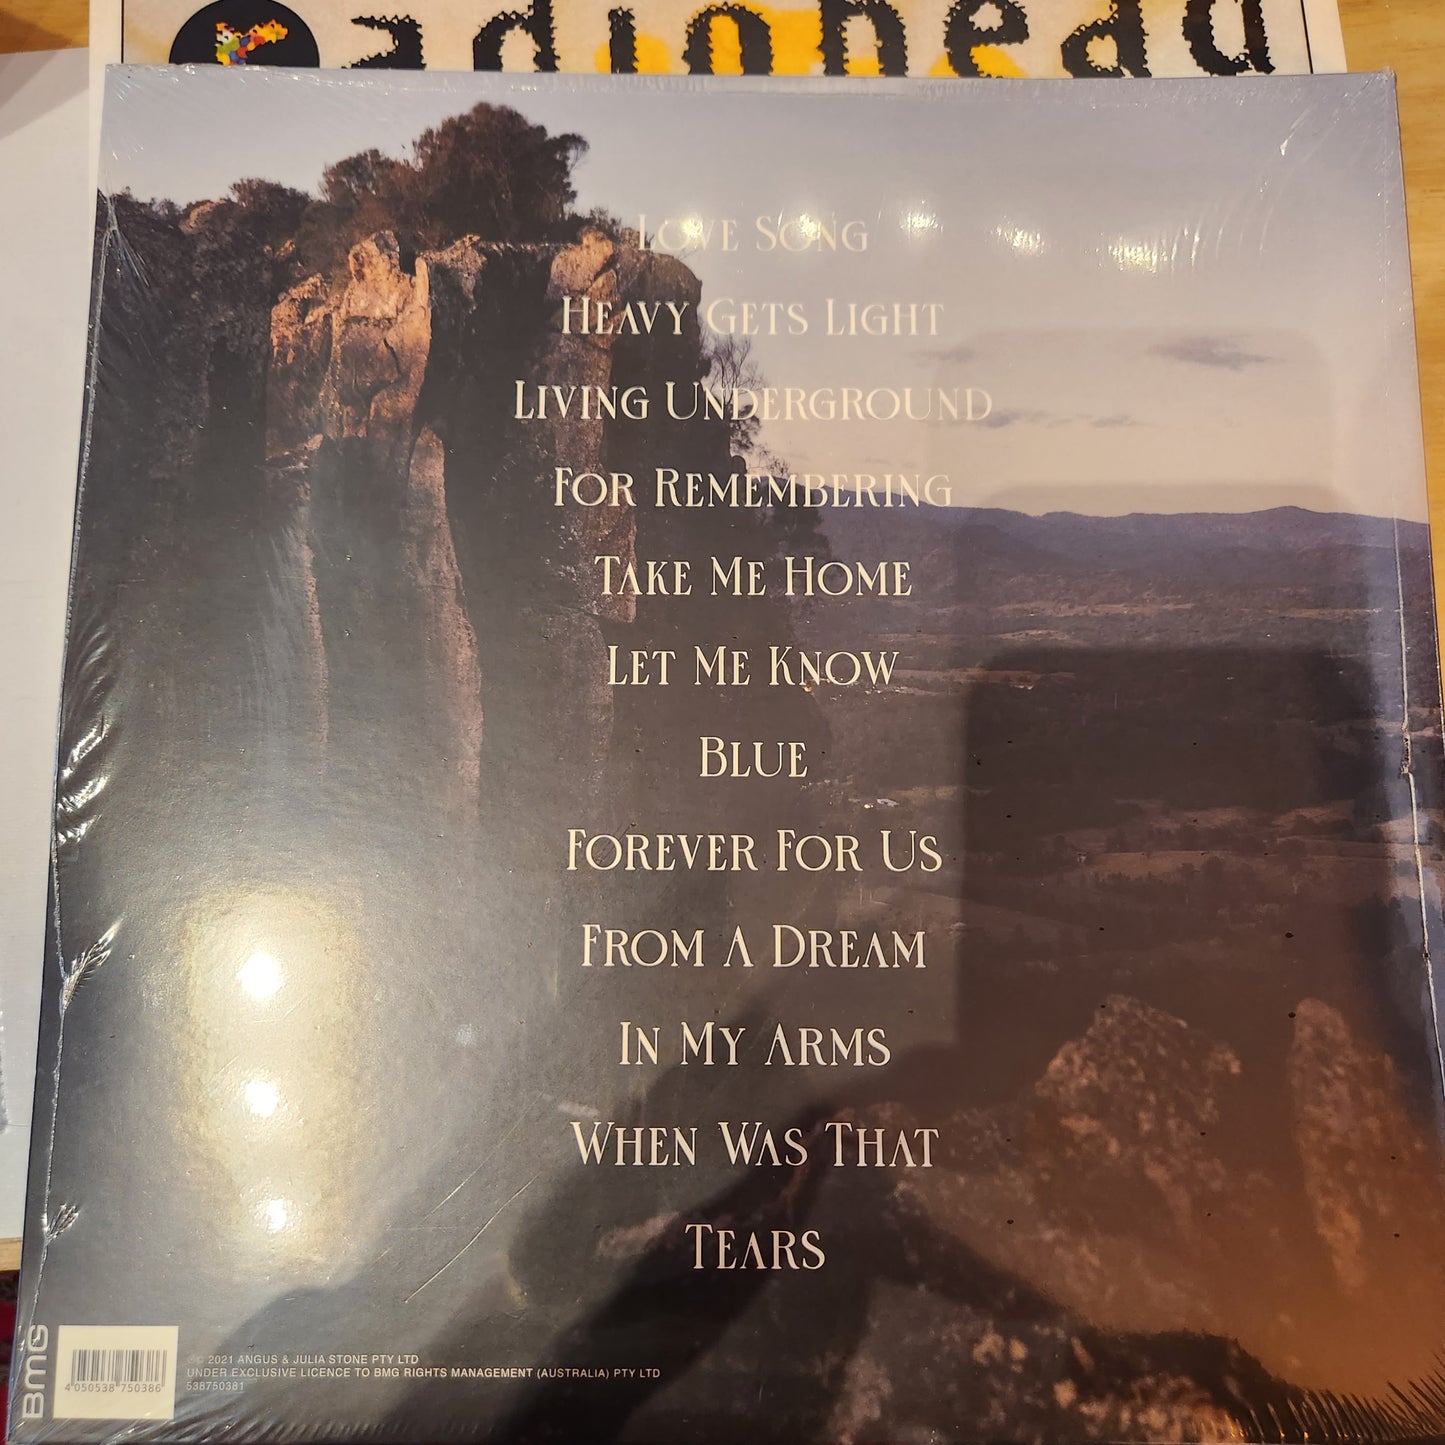 adiohead
Love Song
Heavy Gets Light
Living Underground
For Remembering
Take Me Home
Let Me Know
Blue
Forever For Us
From A Dream
In My Arms
When Was That
Tears
BMG
4 050538 750386
℗© 2021 ANGUS & JULIA STONE PTY LTD
UNDER EXCLUSIVE LICENCE TO BMG RIGHTS MANAGEMENT (AUSTRALIA) PTY LTD
538750381